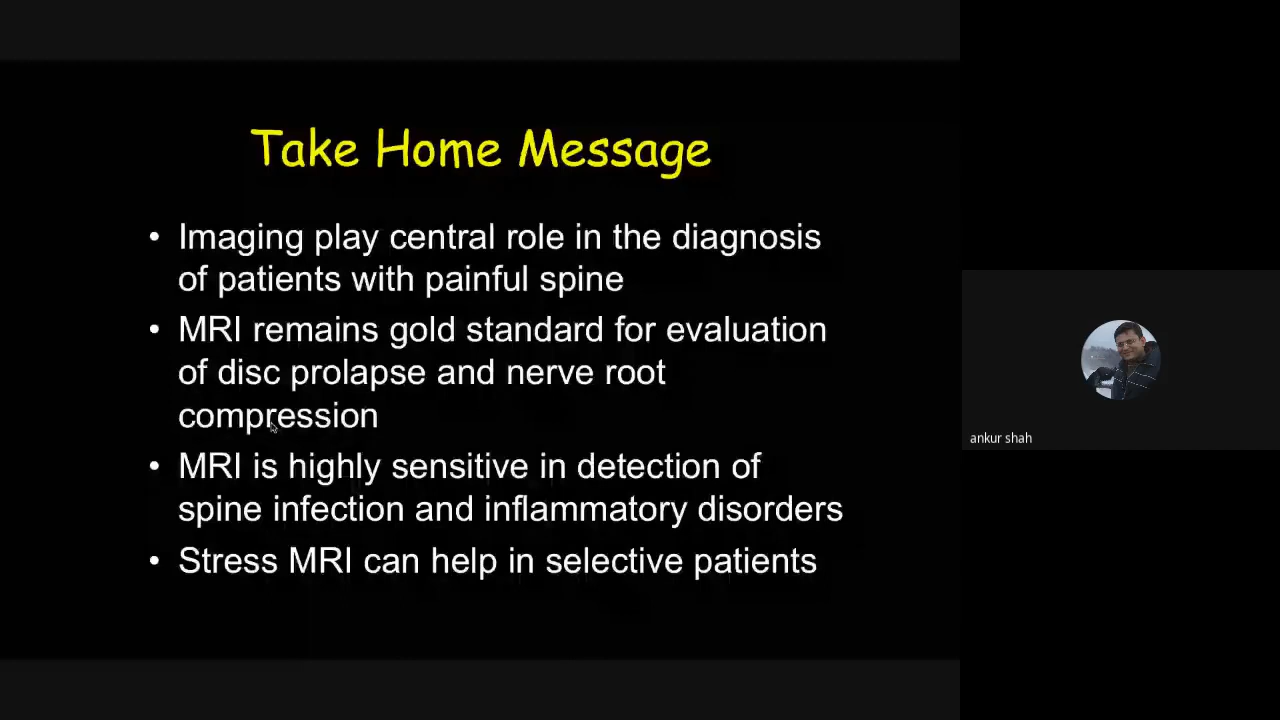 Take Home Message
• Imaging play central role in the diagnosis
of patients with painful spine
• MRI remains gold standard for evaluation
of disc prolapse and nerve root
compression
• MRI is highly sensitive in detection of
spine infection and inflammatory disorders
• Stress MRI can help in selective patients
ankur shah